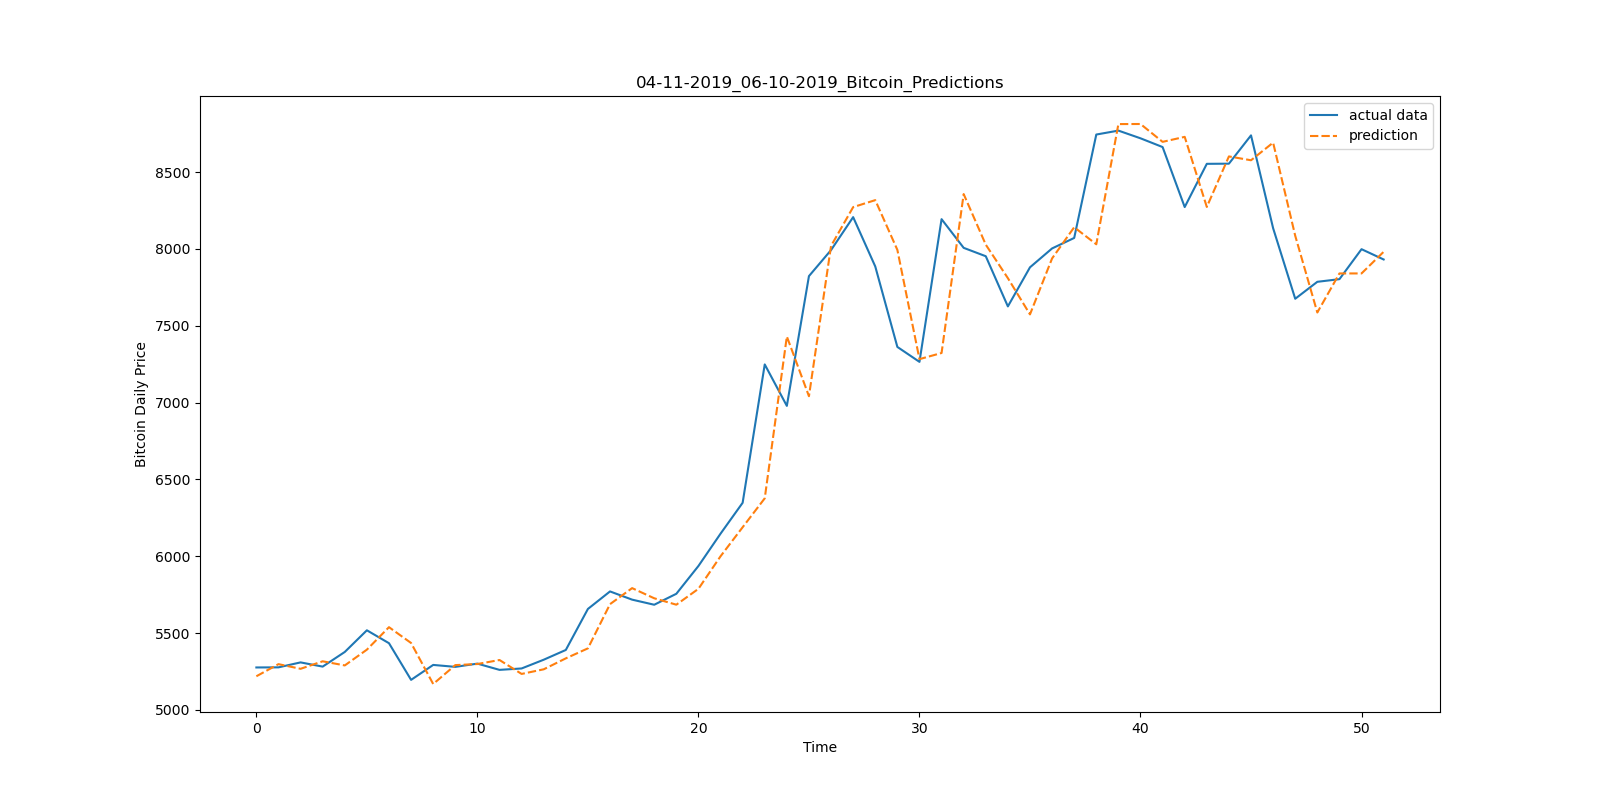 04-11-2019_06-10-2019_Bitcoin_Predictions
actual data
prediction
Bitcoin Daily Price
8500
8000
7500
7000
6500
6000
5500
5000
0 10 20 30 40 50
Time